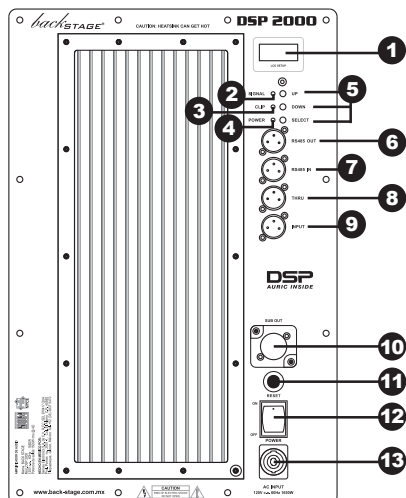 backSTAGE®
CAUTION: HEATSINK CAN GET HOT
DSP 2000
LCD SETUP
1
SIGNAL
UP
2
5
CLIP
DOWN
3
POWER
SELECT
4
RS485 OUT
6
RS485 IN
7
THRU
8
INPUT
9
DSP
AURIC INSIDE
SUB OUT
10
RESET
11
ON
OFF
12
POWER
13
AC INPUT
www.back-stage.com.mx
CAUTION